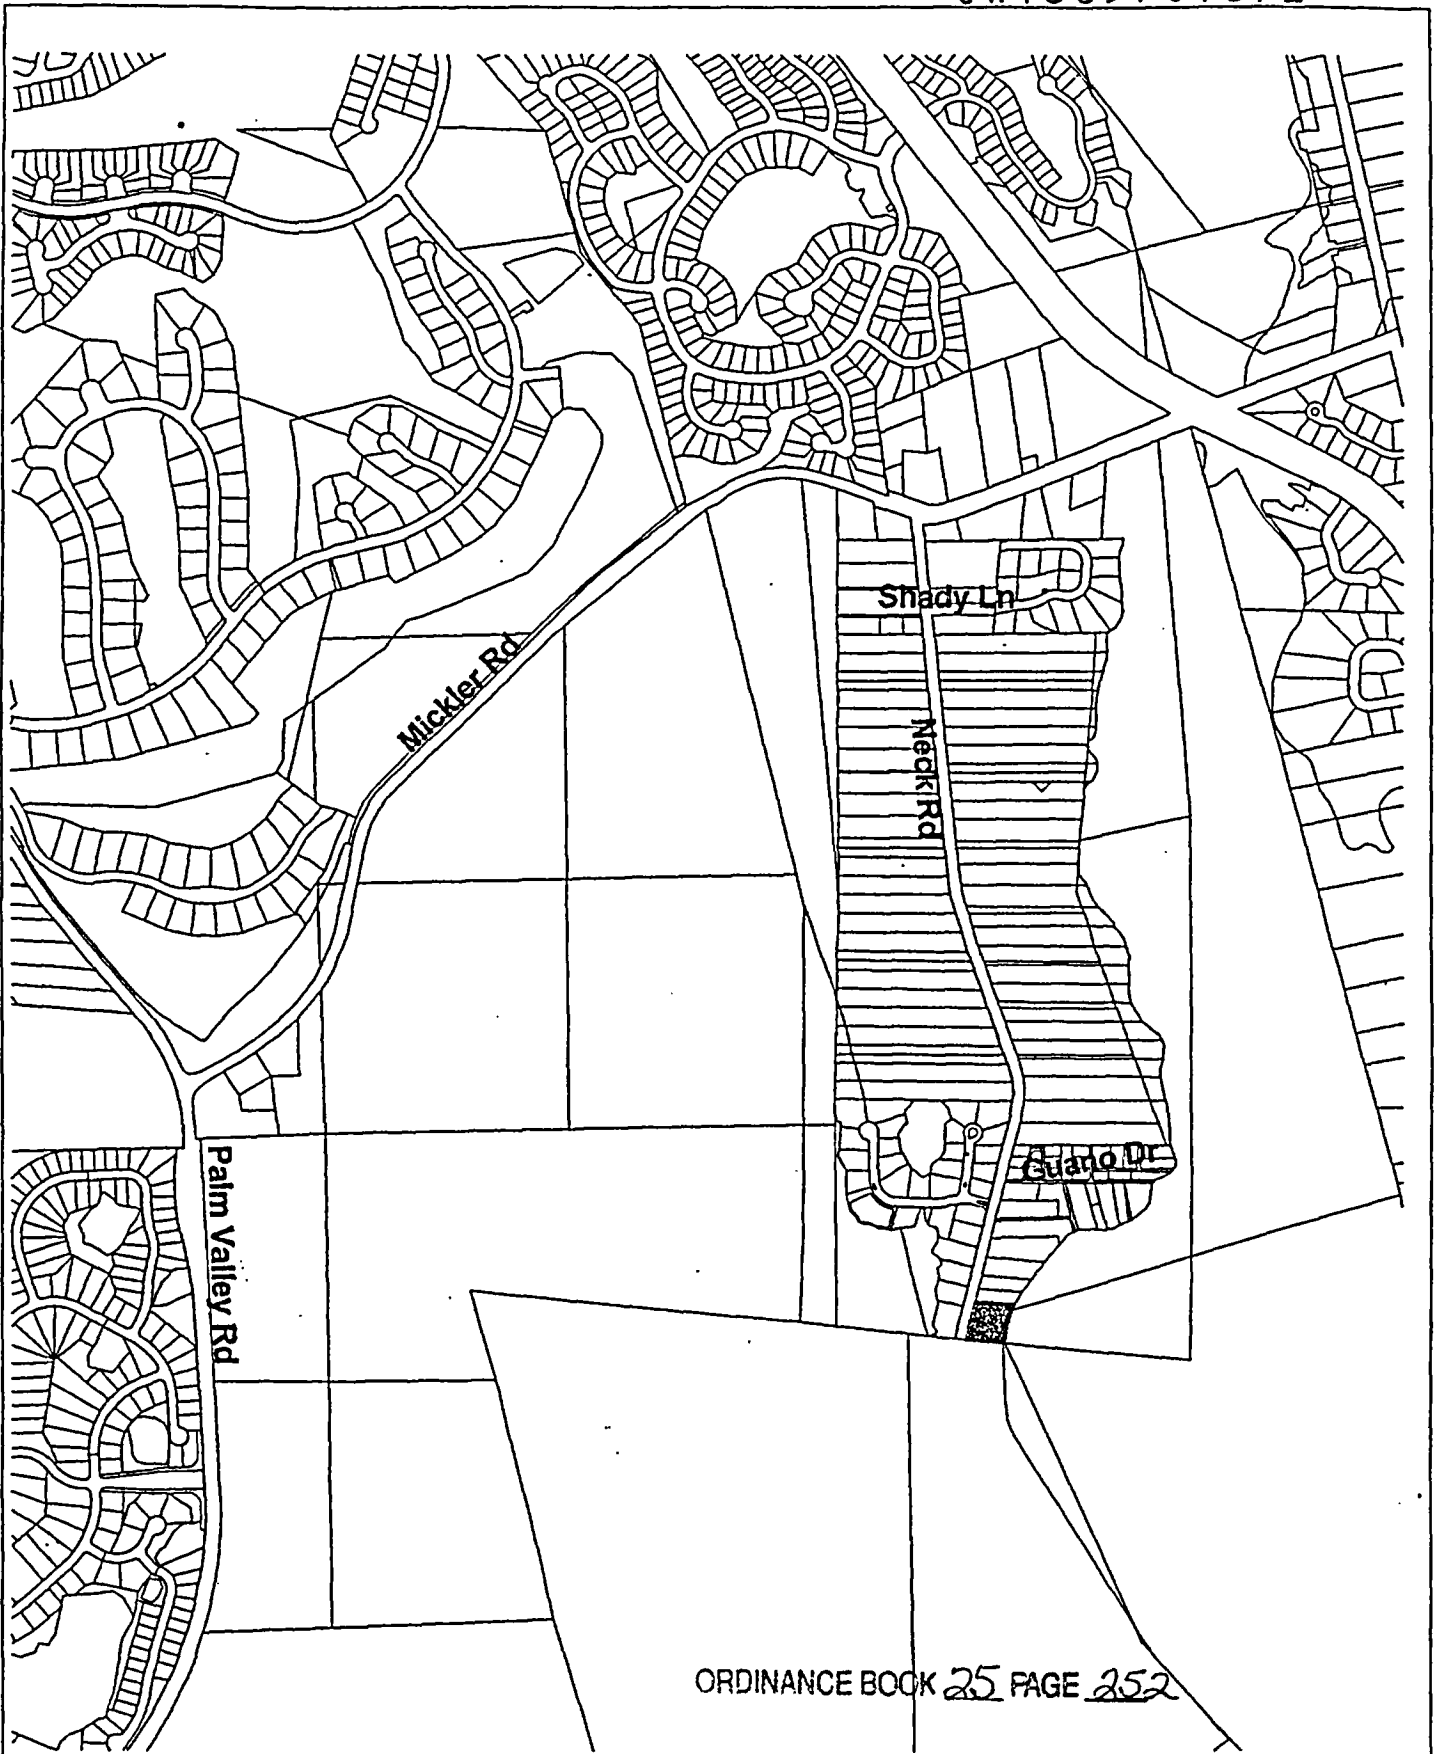 Shady Ln
Mickler Rd
Neck Rd
Guano Dr
Palm Valley Rd
ORDINANCE BOOK 25 PAGE 252